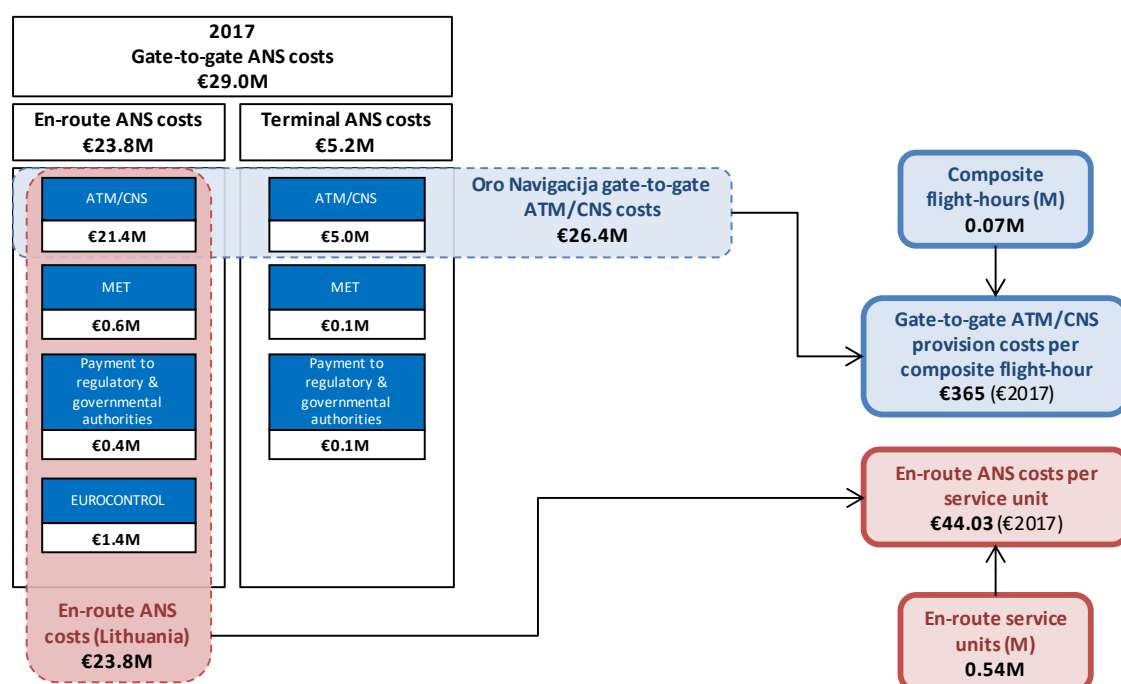 2017
Gate-to-gate ANS costs
€29.0M
En-route ANS costs
€23.8M
Terminal ANS costs
€5.2M
ATM/CNS
€21.4M
ATM/CNS
€5.0M
Oro Navigacija gate-to-gate
ATM/CNS costs
€26.4M
MET
€0.6M
MET
€0.1M
Payment to
regulatory &
governmental
authorities
€0.4M
Payment to
regulatory &
governmental
authorities
€0.1M
EUROCONTROL
€1.4M
En-route ANS
costs (Lithuania)
€23.8M
Composite
flight-hours (M)
0.07M
Gate-to-gate ATM/CNS
provision costs per
composite flight-hour
€365 (€2017)
En-route ANS costs per
service unit
€44.03 (€2017)
En-route service
units (M)
0.54M